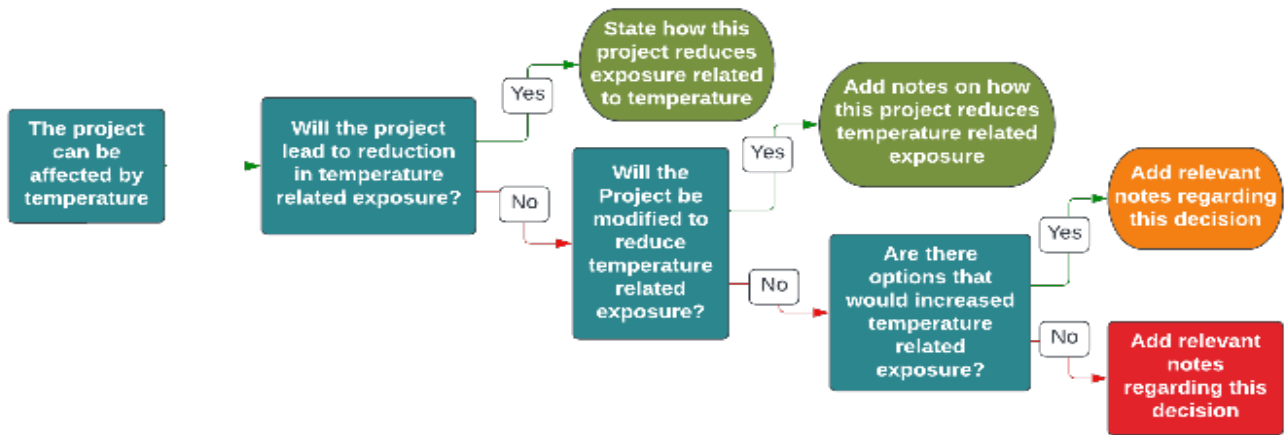 The project
can be
affected by
temperature
Will the project
lead to reduction
in temperature
related exposure?
Yes
State how this
project reduces
exposure related
to temperature
No
Will the
Project be
modified to
reduce
temperature
related
exposure?
Yes
Add notes on how
this project reduces
temperature related
exposure
No
Are there
options that
would increased
temperature
related
exposure?
Yes
Add relevant
notes regarding
this decision
No
Add relevant
notes
regarding this
decision